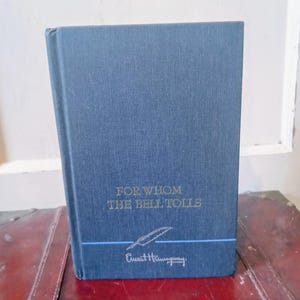 FOR WHOM
THE BELL TOLLS
Ernest Hemingway